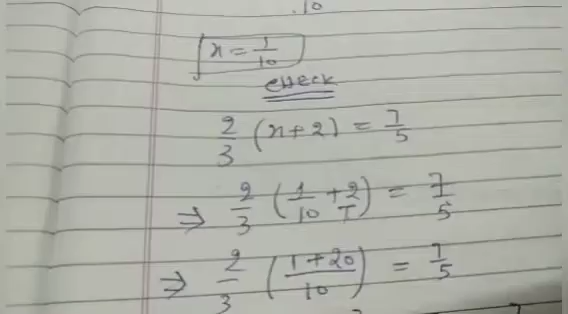 .10
x = 1/10
check
2/3 (x+2) = 7/5
⇒ 2/3 (1/10 + 2/1) = 7/5
⇒ 2/3 ((1+20)/10) = 7/5